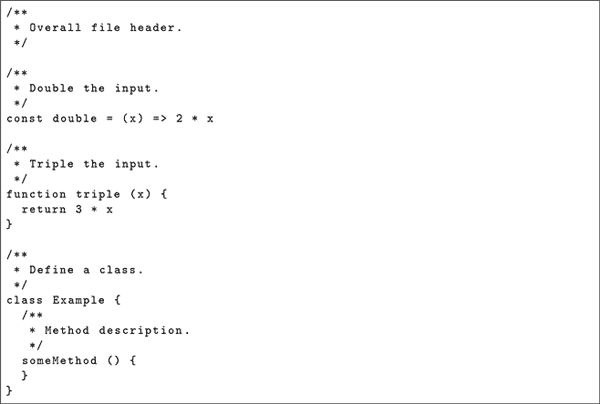 /**
 * Overall file header.
 */

/**
 * Double the input.
 */
const double = (x) => 2 * x

/**
 * Triple the input.
 */
function triple (x) {
  return 3 * x
}

/**
 * Define a class.
 */
class Example {
  /**
   * Method description.
   */
  someMethod () {
  }
}